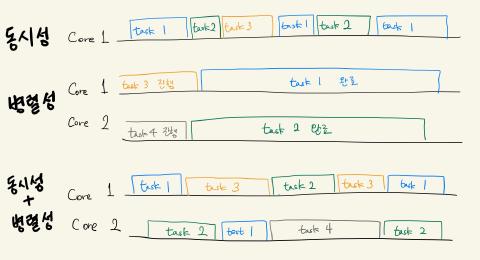 동시성 Core 1 task 1 task 2 task 3 task 1 task 2 task 1
병렬성 Core 1 task 3 진행 task 1 완료
Core 2 task 4 진행 task 2 완료
동시성
+
병렬성
Core 1 task 1 task 3 task 2 task 3 task 1
Core 2 task 2 task 1 task 4 task 2